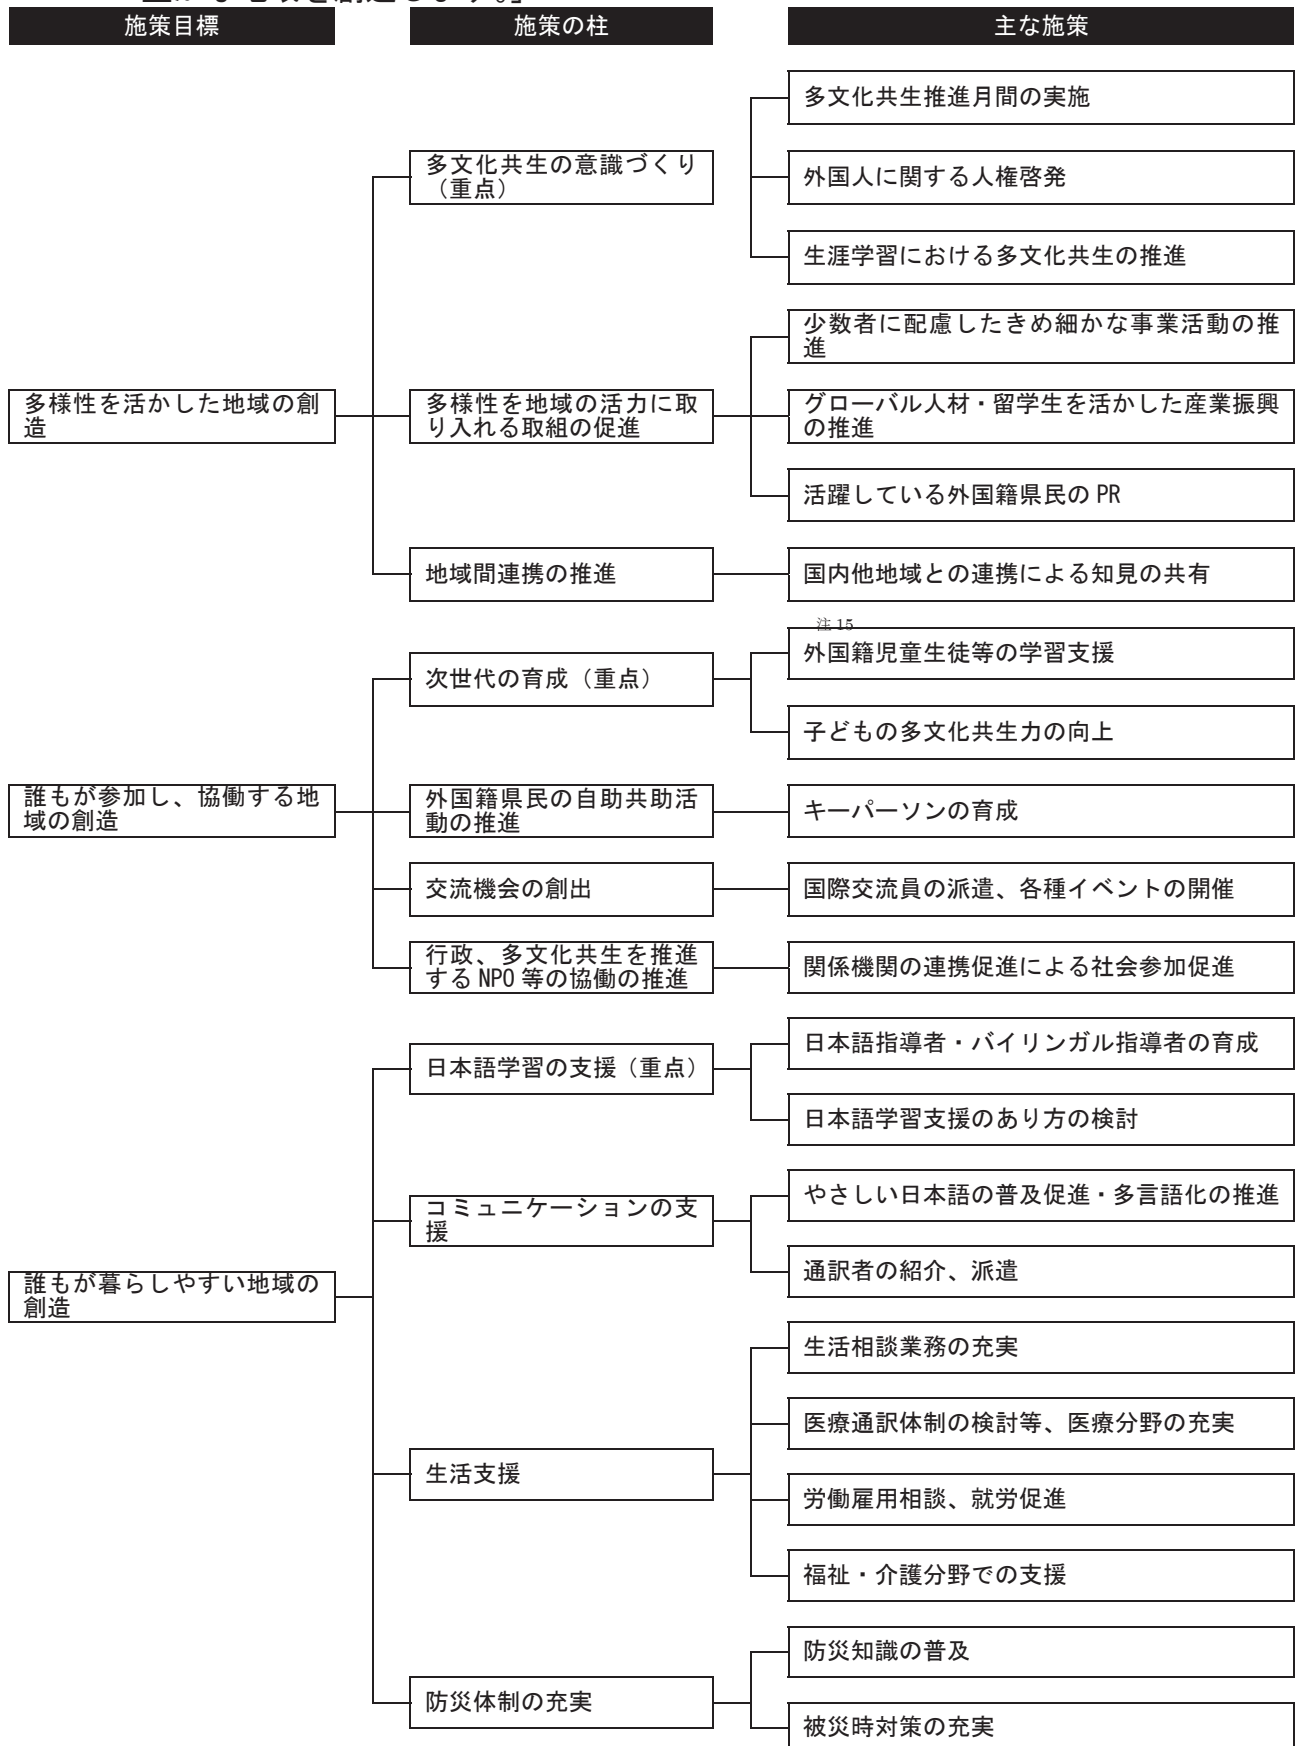 施策目標
施策の柱
主な施策
多文化共生推進月間の実施
多文化共生の意識づくり
（重点）
外国人に関する人権啓発
生涯学習における多文化共生の推進
少数者に配慮したきめ細かな事業活動の推
進
多様性を活かした地域の創
造
多様性を地域の活力に取
り入れる取組の促進
グローバル人材・留学生を活かした産業振興
の推進
活躍している外国籍県民の PR
地域間連携の推進
国内他地域との連携による知見の共有
注 15
外国籍児童生徒等の学習支援
次世代の育成（重点）
子どもの多文化共生力の向上
誰もが参加し、協働する地
域の創造
外国籍県民の自助共助活
動の推進
キーパーソンの育成
交流機会の創出
国際交流員の派遣、各種イベントの開催
行政、多文化共生を推進
する NPO 等の協働の推進
関係機関の連携促進による社会参加促進
日本語指導者・バイリンガル指導者の育成
日本語学習の支援（重点）
日本語学習支援のあり方の検討
やさしい日本語の普及促進・多言語化の推進
コミュニケーションの支
援
通訳者の紹介、派遣
誰もが暮らしやすい地域の
創造
生活相談業務の充実
医療通訳体制の検討等、医療分野の充実
生活支援
労働雇用相談、就労促進
福祉・介護分野での支援
防災知識の普及
防災体制の充実
被災時対策の充実